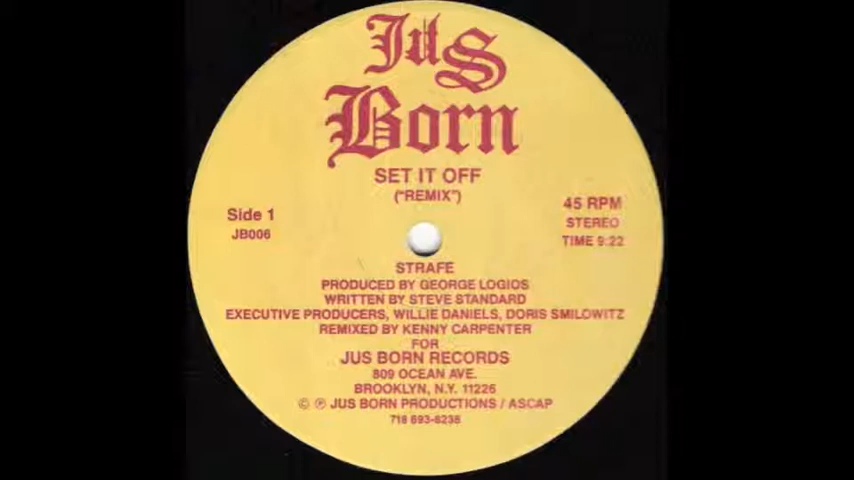 Jus
Born
SET IT OFF
("REMIX")
Side 1
JB006
45 RPM
STEREO
TIME 9:22
STRAFE
PRODUCED BY GEORGE LOGIOS
WRITTEN BY STEVE STANDARD
EXECUTIVE PRODUCERS, WILLIE DANIELS, DORIS SMILOWITZ
REMIXED BY KENNY CARPENTER
FOR
JUS BORN RECORDS
809 OCEAN AVE.
BROOKLYN, N.Y. 11226
© ℗ JUS BORN PRODUCTIONS / ASCAP
718 693-8236